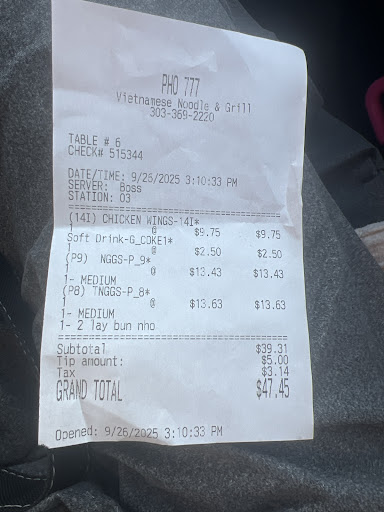 PHO 777
Vietnamese Noodle & Grill
303-369-2220
TABLE # 6
CHECK# 515344
DATE/TIME: 9/26/2025 3:10:33 PM
SERVER: Boss
STATION: 03
(14I) CHICKEN WINGS-14I*
1 @ $9.75 $9.75
Soft Drink-G_COKE1*
1 @ $2.50 $2.50
(P9) NGGS-P_9*
1 @ $13.43 $13.43
1- MEDIUM
(P8) TNGGS-P_8*
1 @ $13.63 $13.63
1- MEDIUM
1- 2 lay bun nho
Subtotal $39.31
Tip amount: $5.00
Tax $3.14
GRAND TOTAL $47.45
Opened: 9/26/2025 3:10:33 PM